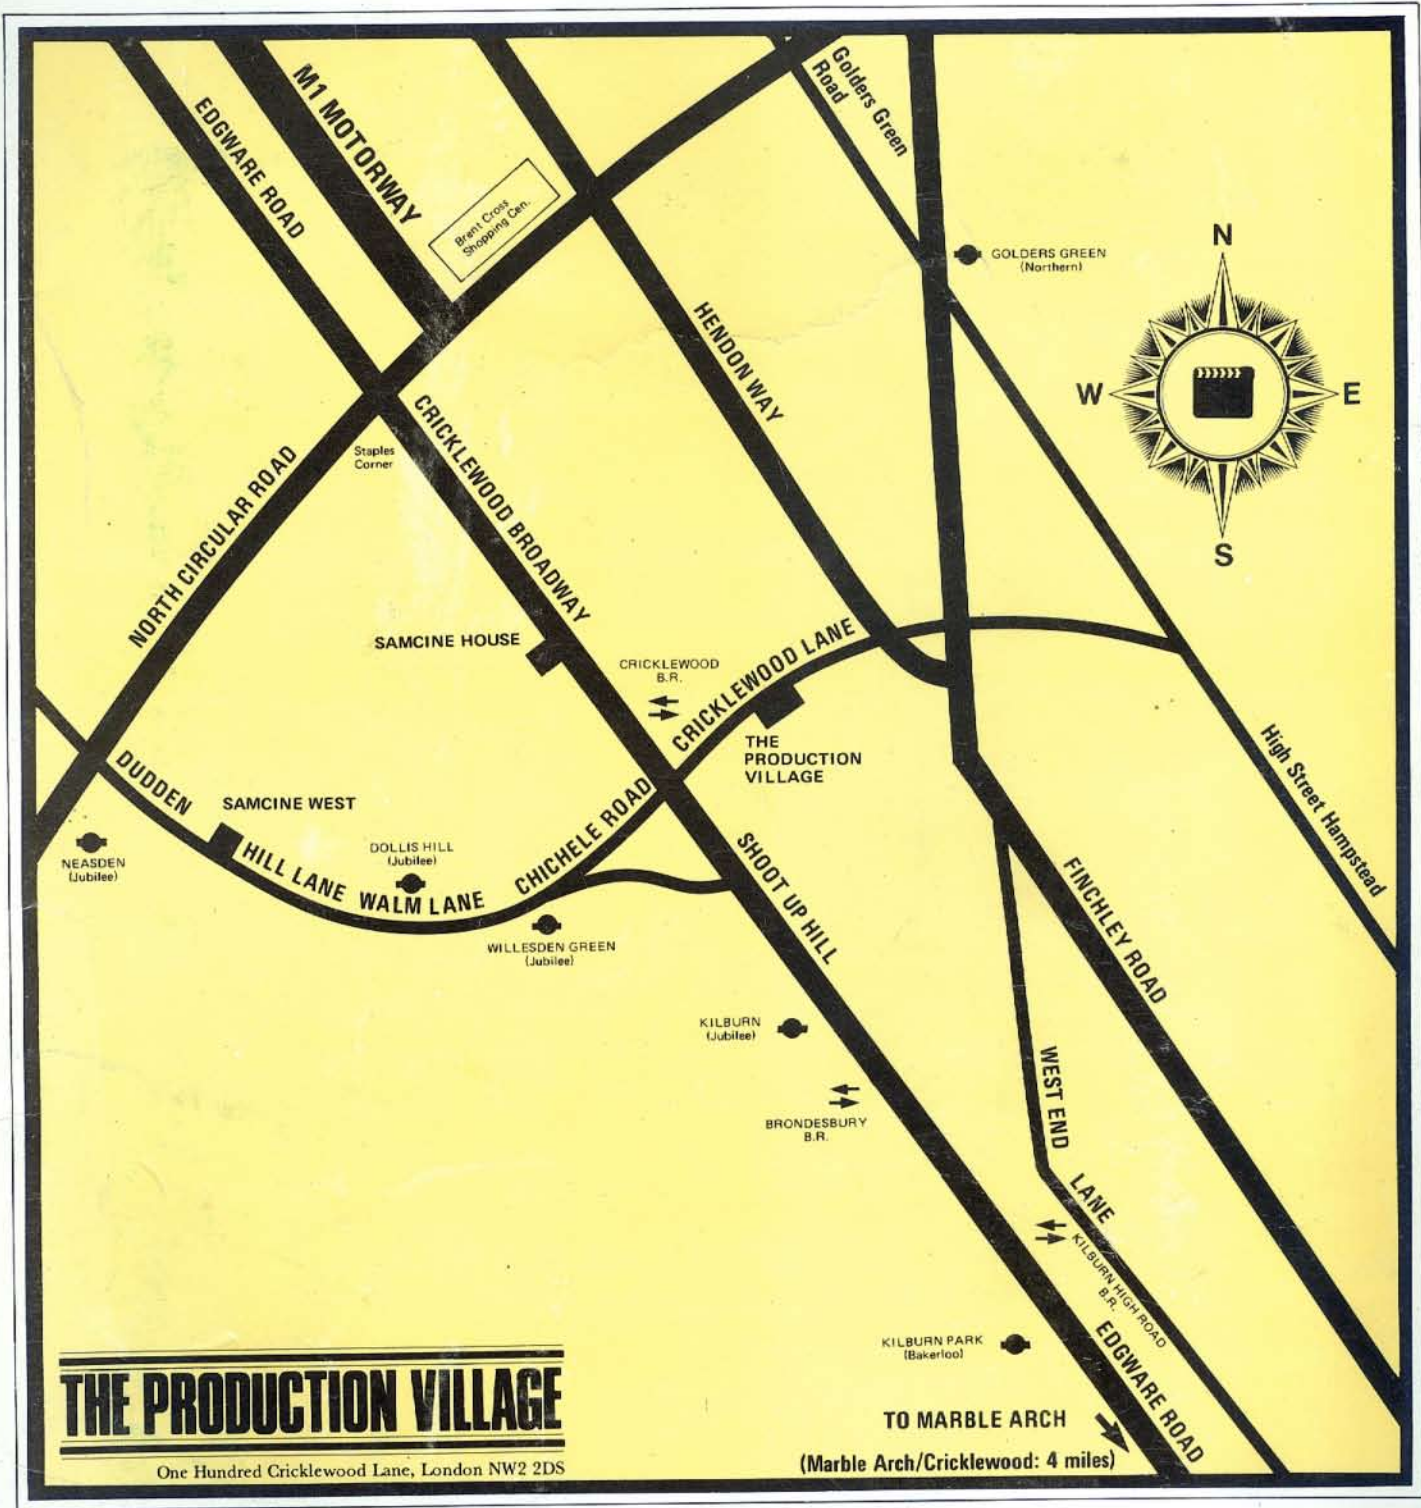 EDGWARE ROAD
M1 MOTORWAY
Brent Cross
Shopping Cen.
Golders Green
Road
GOLDERS GREEN
(Northern)
N
W
E
S
HENDON WAY
Staples
Corner
CRICKLEWOOD BROADWAY
NORTH CIRCULAR ROAD
SAMCINE HOUSE
CRICKLEWOOD
B.R.
CRICKLEWOOD LANE
THE
PRODUCTION
VILLAGE
High Street Hampstead
DUDDEN
HILL LANE
SAMCINE WEST
NEASDEN
(Jubilee)
DOLLIS HILL
(Jubilee)
WALM LANE
CHICHELE ROAD
WILLESDEN GREEN
(Jubilee)
SHOOT UP HILL
FINCHLEY ROAD
KILBURN
(Jubilee)
BRONDESBURY
B.R.
WEST END
LANE
KILBURN HIGH ROAD
B.R.
KILBURN PARK
(Bakerloo)
EDGWARE ROAD
TO MARBLE ARCH
(Marble Arch/Cricklewood: 4 miles)
THE PRODUCTION VILLAGE
One Hundred Cricklewood Lane, London NW2 2DS